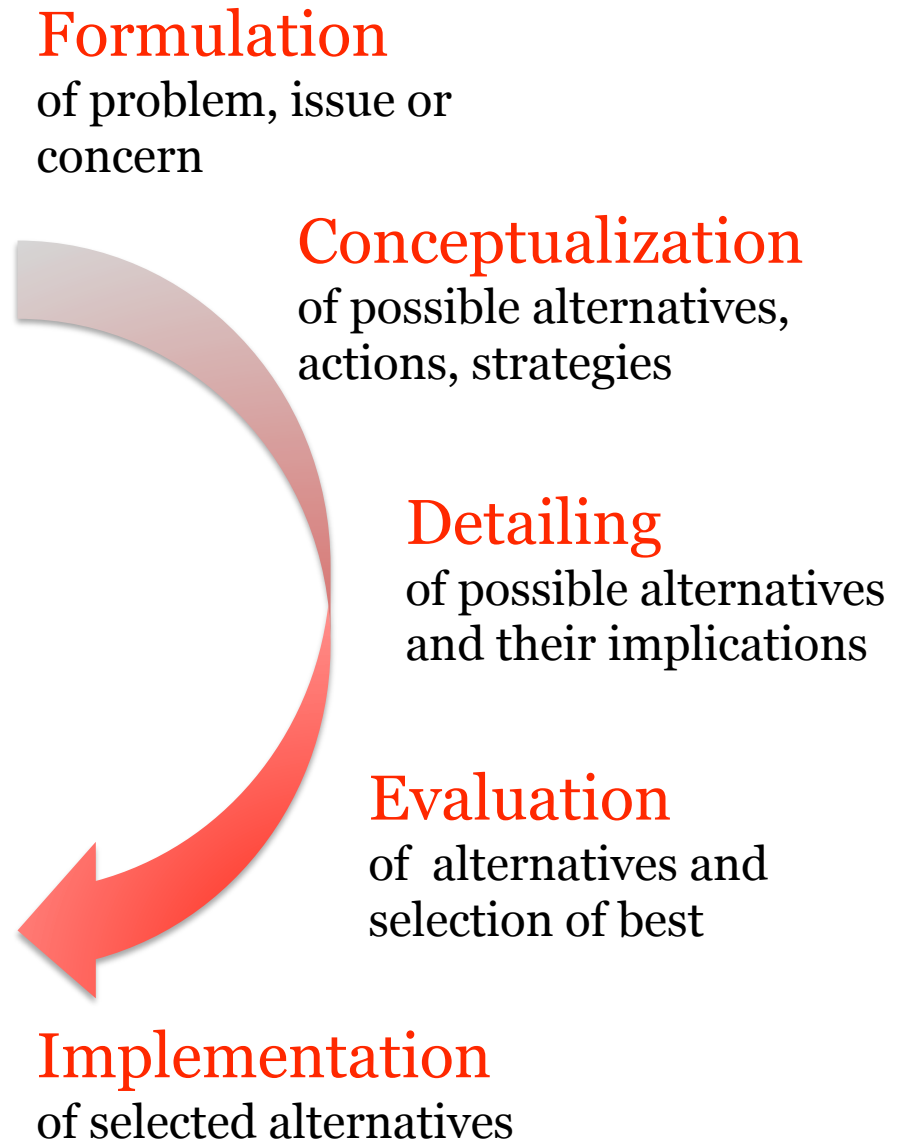 Formulation
of problem, issue or
concern
Conceptualization
of possible alternatives,
actions, strategies
Detailing
of possible alternatives
and their implications
Evaluation
of  alternatives and
selection of best
Implementation
of selected alternatives